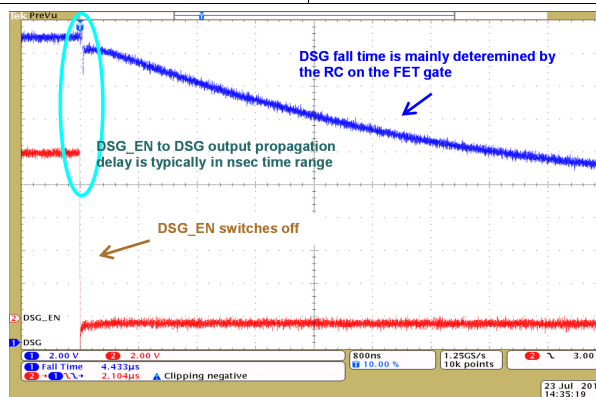 Tek PreVu
DSG fall time is mainly deteremined by
the RC on the FET gate
DSG_EN to DSG output propagation
delay is typically in nsec time range
DSG_EN switches off
2 DSG_EN
1 DSG
1 2.00 V 2 2.00 V 800ns 1.25GS/s 2 3.00
T 10.00 % 10k points
1 Fall Time 4.433µs
2 → 1 2.104µs Clipping negative
23 Jul 201
14:35:19